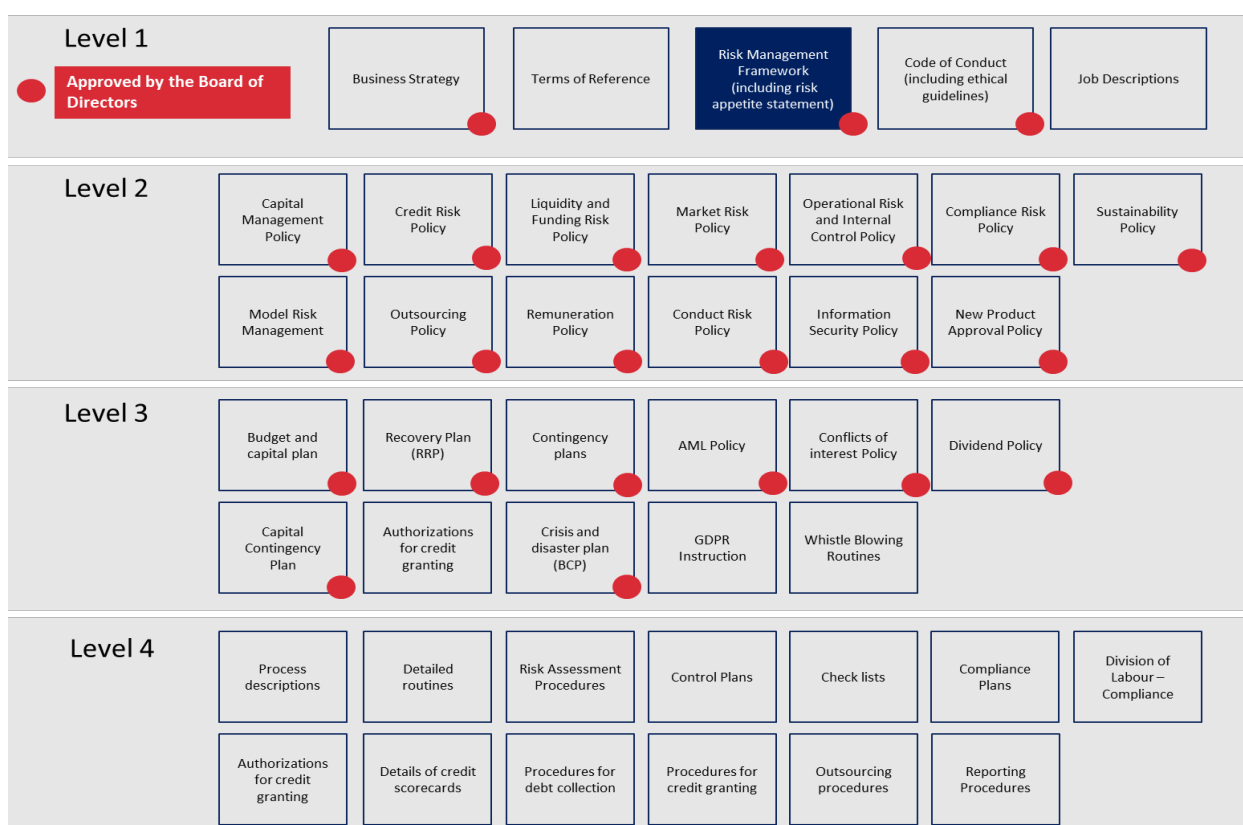 Level 1
Approved by the Board of
Directors
Business Strategy
Terms of Reference
Risk Management
Framework
(including risk
appetite statement)
Code of Conduct
(including ethical
guidelines)
Job Descriptions
Level 2
Capital
Management
Policy
Credit Risk
Policy
Liquidity and
Funding Risk
Policy
Market Risk
Policy
Operational Risk
and Internal
Control Policy
Compliance Risk
Policy
Sustainability
Policy
Model Risk
Management
Outsourcing
Policy
Remuneration
Policy
Conduct Risk
Policy
Information
Security Policy
New Product
Approval Policy
Level 3
Budget and
capital plan
Recovery Plan
(RRP)
Contingency
plans
AML Policy
Conflicts of
interest Policy
Dividend Policy
Capital
Contingency
Plan
Authorizations
for credit
granting
Crisis and
disaster plan
(BCP)
GDPR
Instruction
Whistle Blowing
Routines
Level 4
Process
descriptions
Detailed
routines
Risk Assessment
Procedures
Control Plans
Check lists
Compliance
Plans
Division of
Labour –
Compliance
Authorizations
for credit
granting
Details of credit
scorecards
Procedures for
debt collection
Procedures for
credit granting
Outsourcing
procedures
Reporting
Procedures